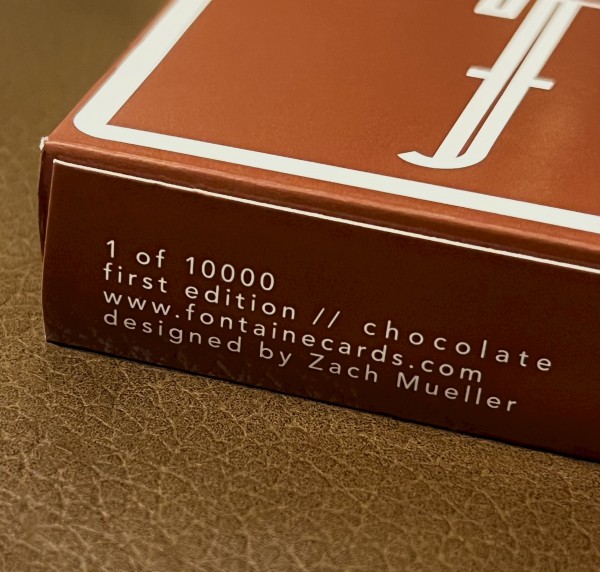 1 of 10000
first edition // chocolate
www.fontainecards.com
designed by Zach Mueller